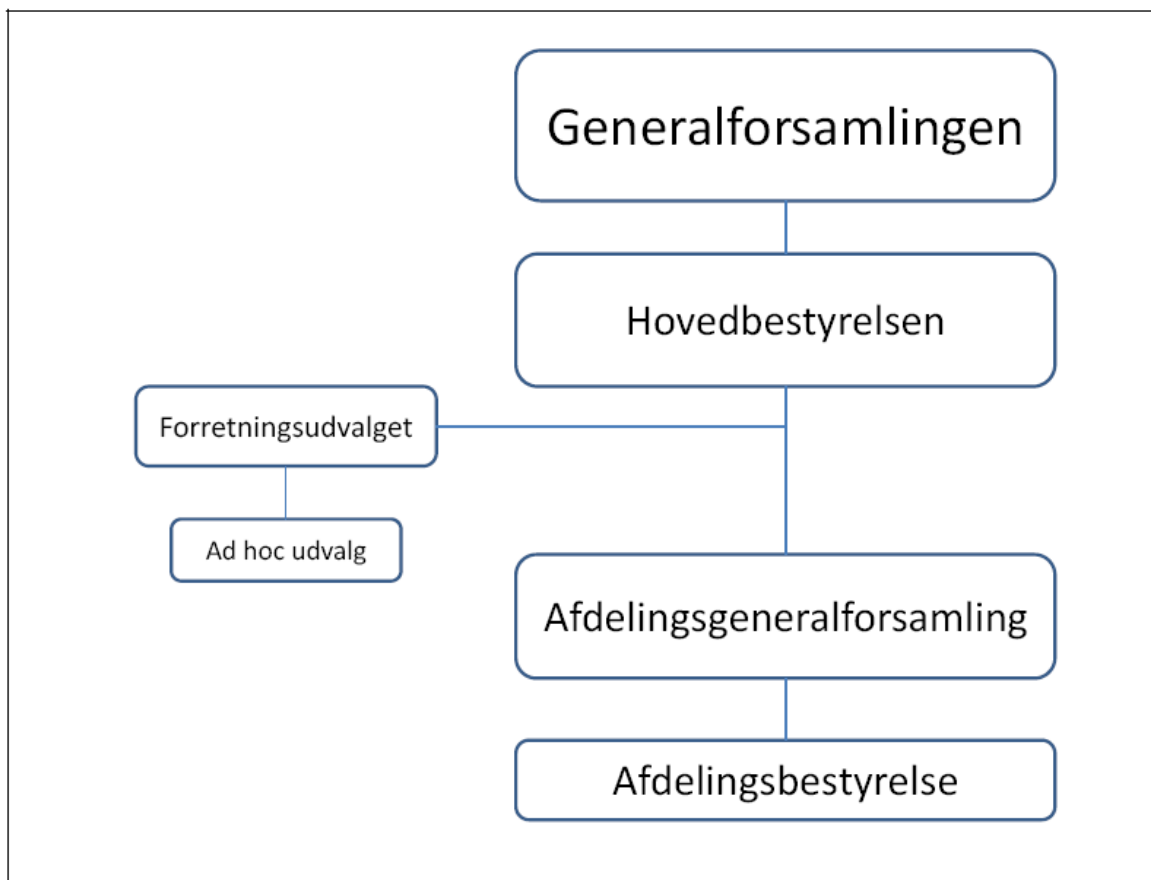 Generalforsamlingen
Hovedbestyrelsen
Forretningsudvalget
Ad hoc udvalg
Afdelingsgeneralforsamling
Afdelingsbestyrelse